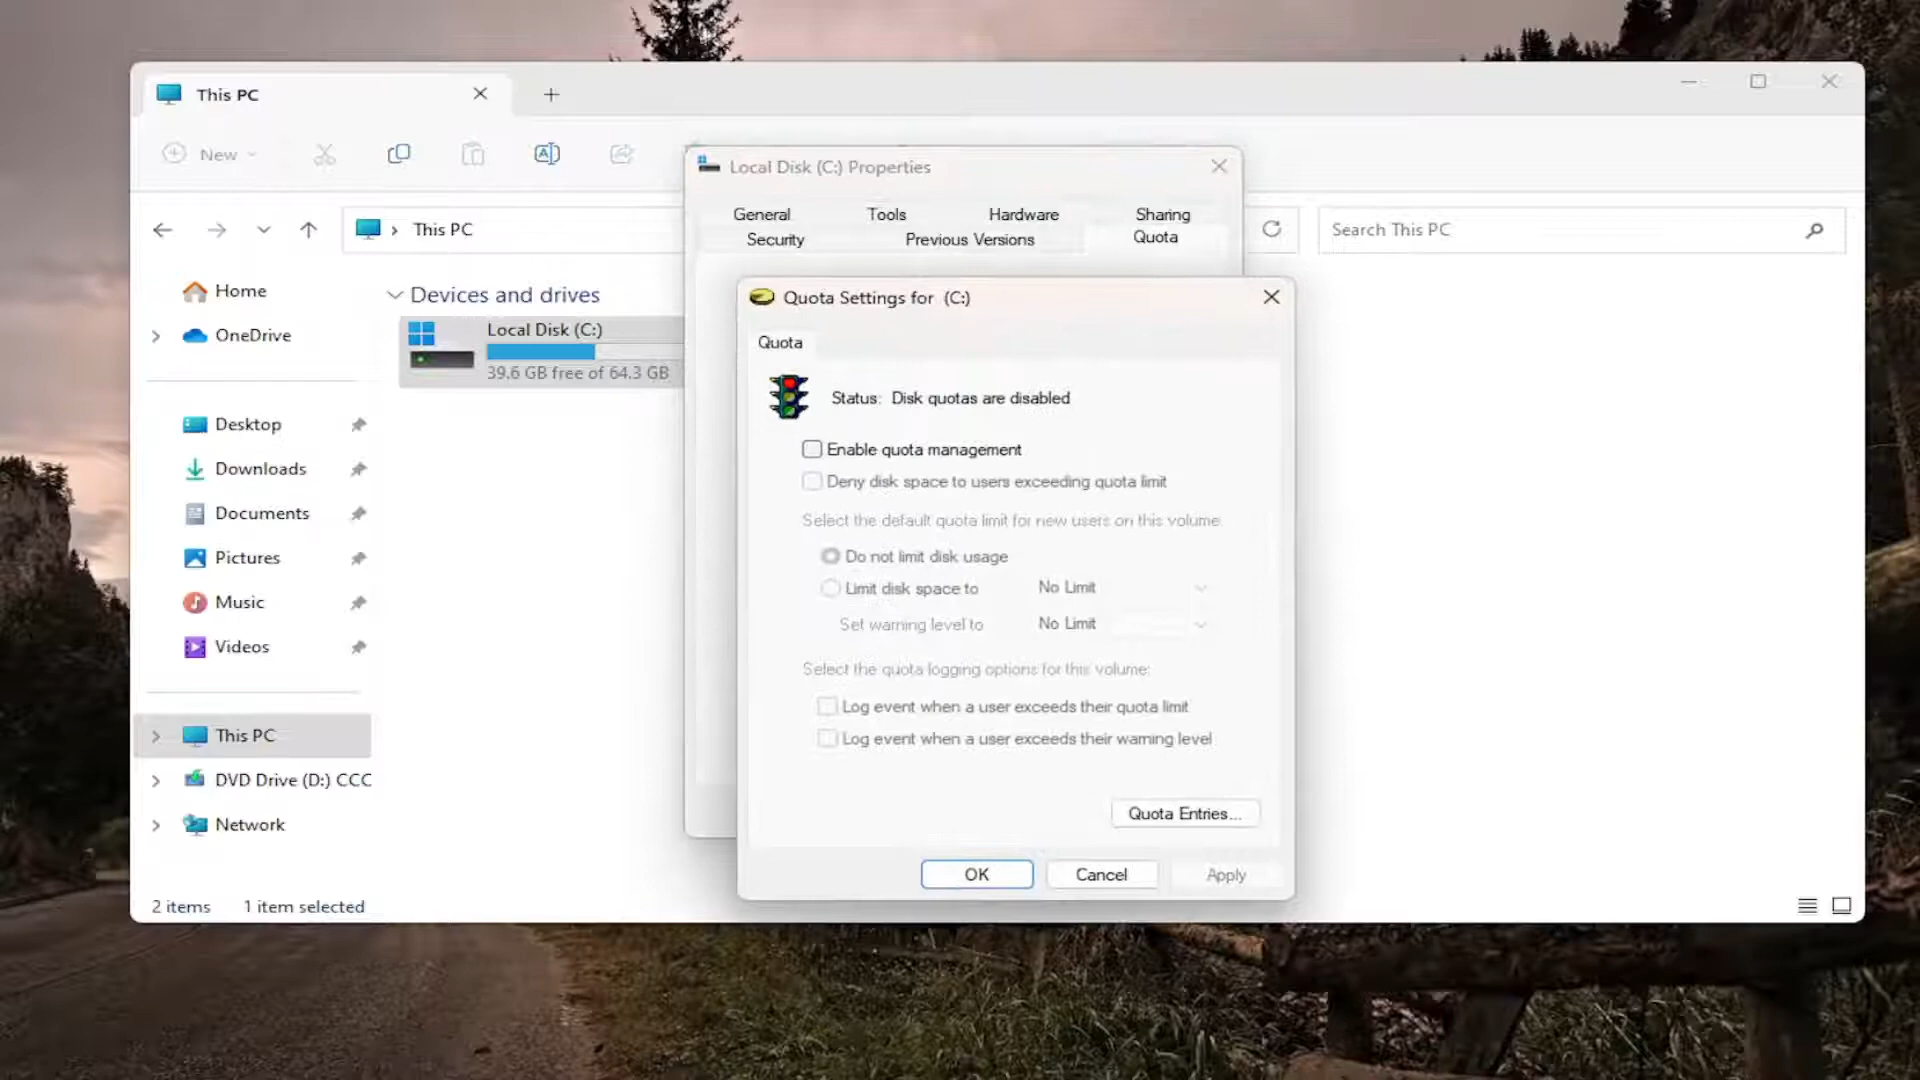 This PC
New
Local Disk (C:) Properties
General
Tools
Hardware
Sharing
Security
Previous Versions
Quota
This PC
Search This PC
Home
OneDrive
Desktop
Downloads
Documents
Pictures
Music
Videos
This PC
DVD Drive (D:) CCC
Network
Devices and drives
Local Disk (C:)
39.6 GB free of 64.3 GB
Quota Settings for (C:)
Quota
Status: Disk quotas are disabled
Enable quota management
Deny disk space to users exceeding quota limit
Select the default quota limit for new users on this volume
Do not limit disk usage
Limit disk space to No Limit
Set warning level to No Limit
Select the quota logging options for this volume:
Log event when a user exceeds their quota limit
Log event when a user exceeds their warning level
Quota Entries...
OK
Cancel
Apply
2 items
1 item selected